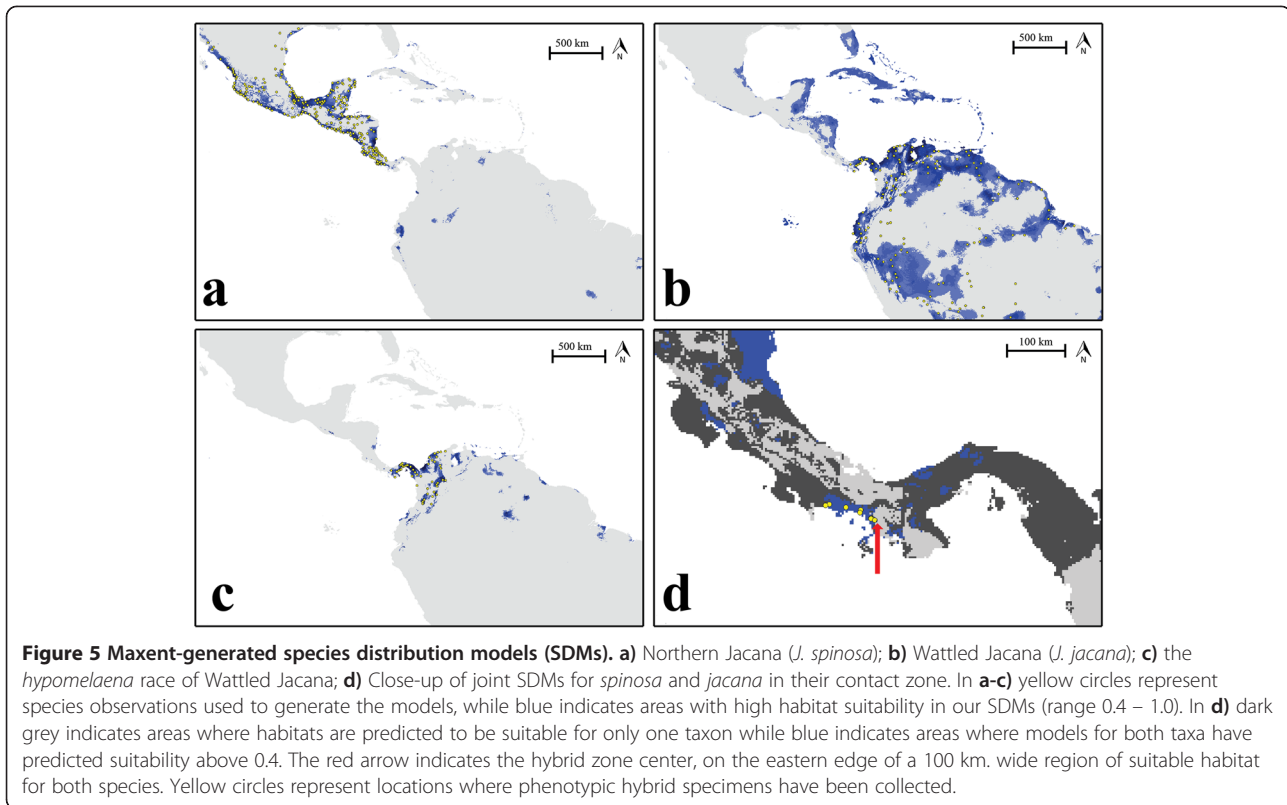 500 km
N
a
500 km
N
b
500 km
N
c
100 km
N
d
Figure 5 Maxent-generated species distribution models (SDMs). a) Northern Jacana (J. spinosa); b) Wattled Jacana (J. jacana); c) the
hypomelaena race of Wattled Jacana; d) Close-up of joint SDMs for spinosa and jacana in their contact zone. In a-c) yellow circles represent
species observations used to generate the models, while blue indicates areas with high habitat suitability in our SDMs (range 0.4 – 1.0). In d) dark
grey indicates areas where habitats are predicted to be suitable for only one taxon while blue indicates areas where models for both taxa have
predicted suitability above 0.4. The red arrow indicates the hybrid zone center, on the eastern edge of a 100 km. wide region of suitable habitat
for both species. Yellow circles represent locations where phenotypic hybrid specimens have been collected.